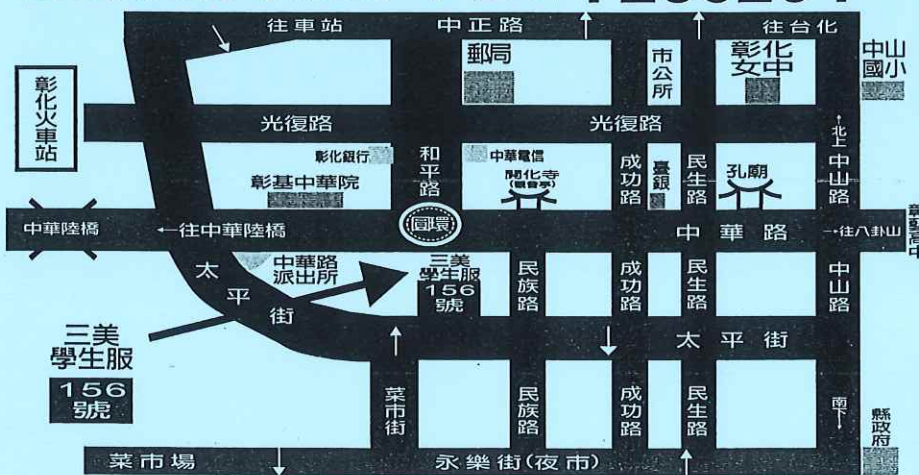 往車站
中正路
往台化
郵局
市公所
彰化
女中
中山
國小
彰化火車站
光復路
光復路
北上
彰化銀行
彰基中華院
和平路
中華電信
開化寺
(觀音亭)
成功路
臺銀
民生路
孔廟
中山路
中華陸橋
←往中華陸橋
圓環
中華路
→往八卦山
太平街
中華路
派出所
三美
學生服
156
號
民族路
成功路
民生路
中山路
三美
學生服
156
號
太平街
菜市街
民族路
成功路
民生路
南下
縣政府
菜市場
永樂街(夜市)